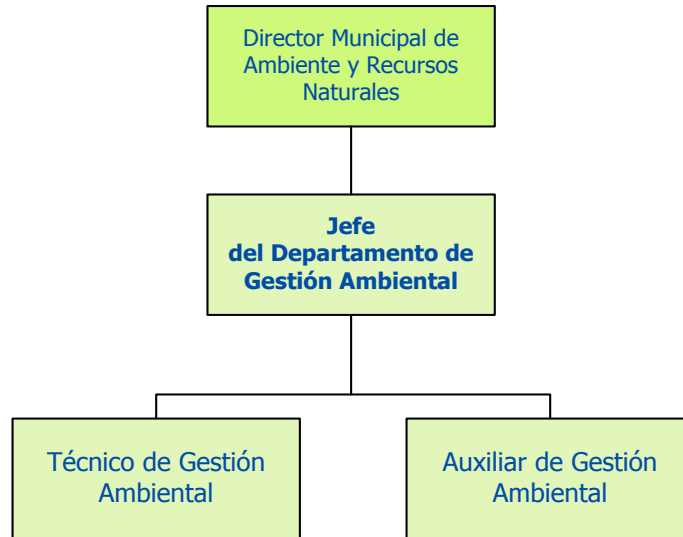 Director Municipal de
Ambiente y Recursos
Naturales
Jefe
del Departamento de
Gestión Ambiental
Técnico de Gestión
Ambiental
Auxiliar de Gestión
Ambiental